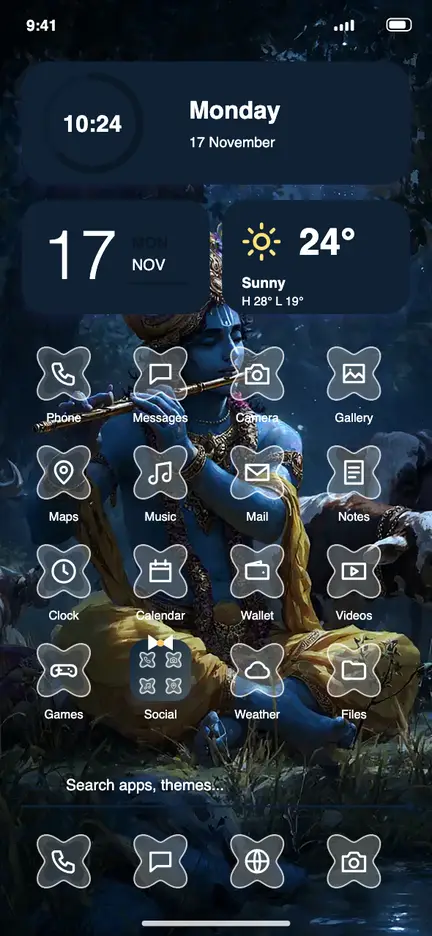 9:41
10:24
Monday
17 November
17
MON
NOV
24°
Sunny
H 28° L 19°
Phone
Messages
Camera
Gallery
Maps
Music
Mail
Notes
Clock
Calendar
Wallet
Videos
Games
Social
Weather
Files
Search apps, themes...